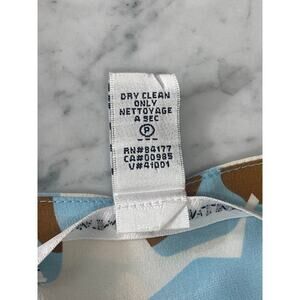 DRY CLEAN
ONLY
NETTOYAGE
A SEC
P
RN#84177
CA#00985
V#41001